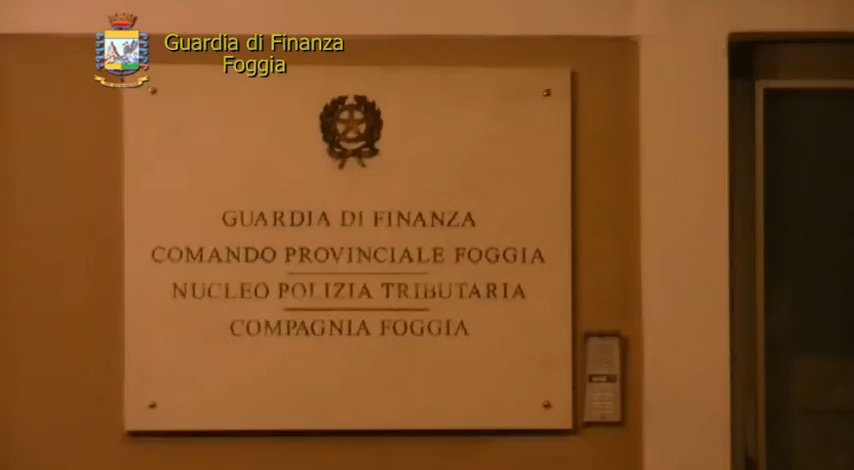 Guardia di Finanza
Foggia
GUARDIA DI FINANZA
COMANDO PROVINCIALE FOGGIA
NUCLEO POLIZIA TRIBUTARIA
COMPAGNIA FOGGIA